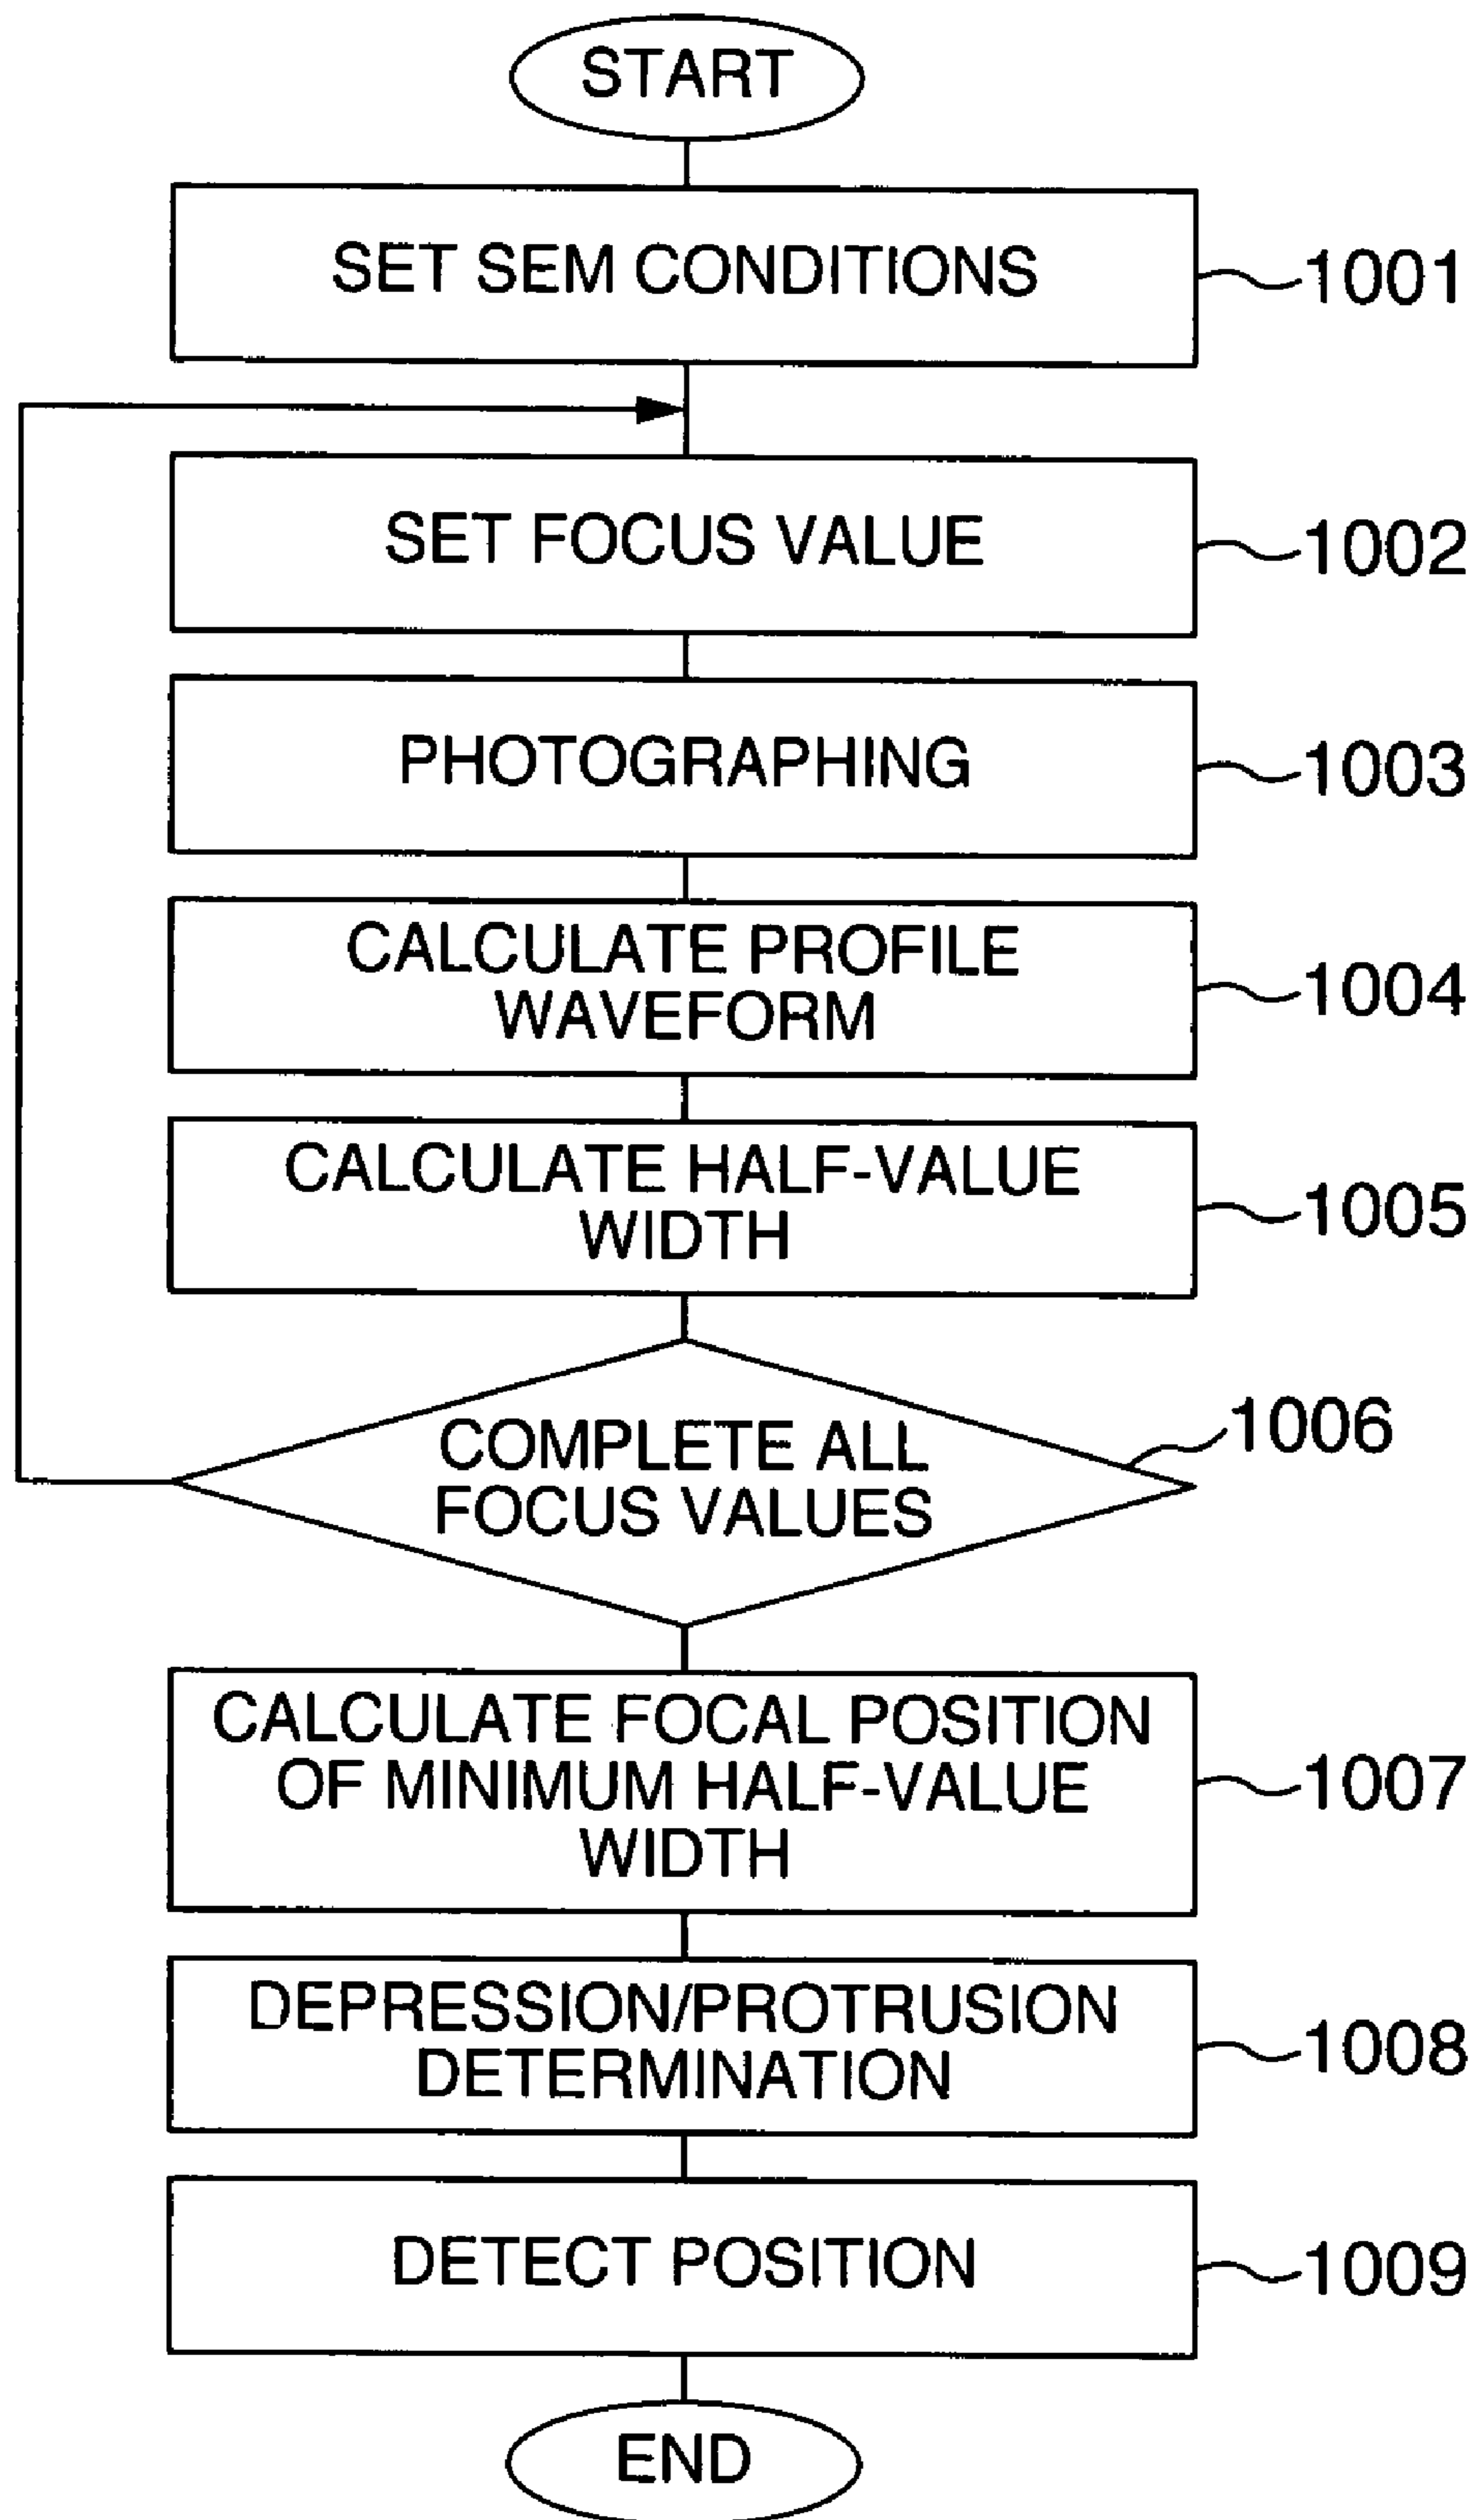 START
SET SEM CONDITIONS
1001
SET FOCUS VALUE
1002
PHOTOGRAPHING
1003
CALCULATE PROFILE
WAVEFORM
1004
CALCULATE HALF-VALUE
WIDTH
1005
COMPLETE ALL
FOCUS VALUES
1006
CALCULATE FOCAL POSITION
OF MINIMUM HALF-VALUE
WIDTH
1007
DEPRESSION/PROTRUSION
DETERMINATION
1008
DETECT POSITION
1009
END